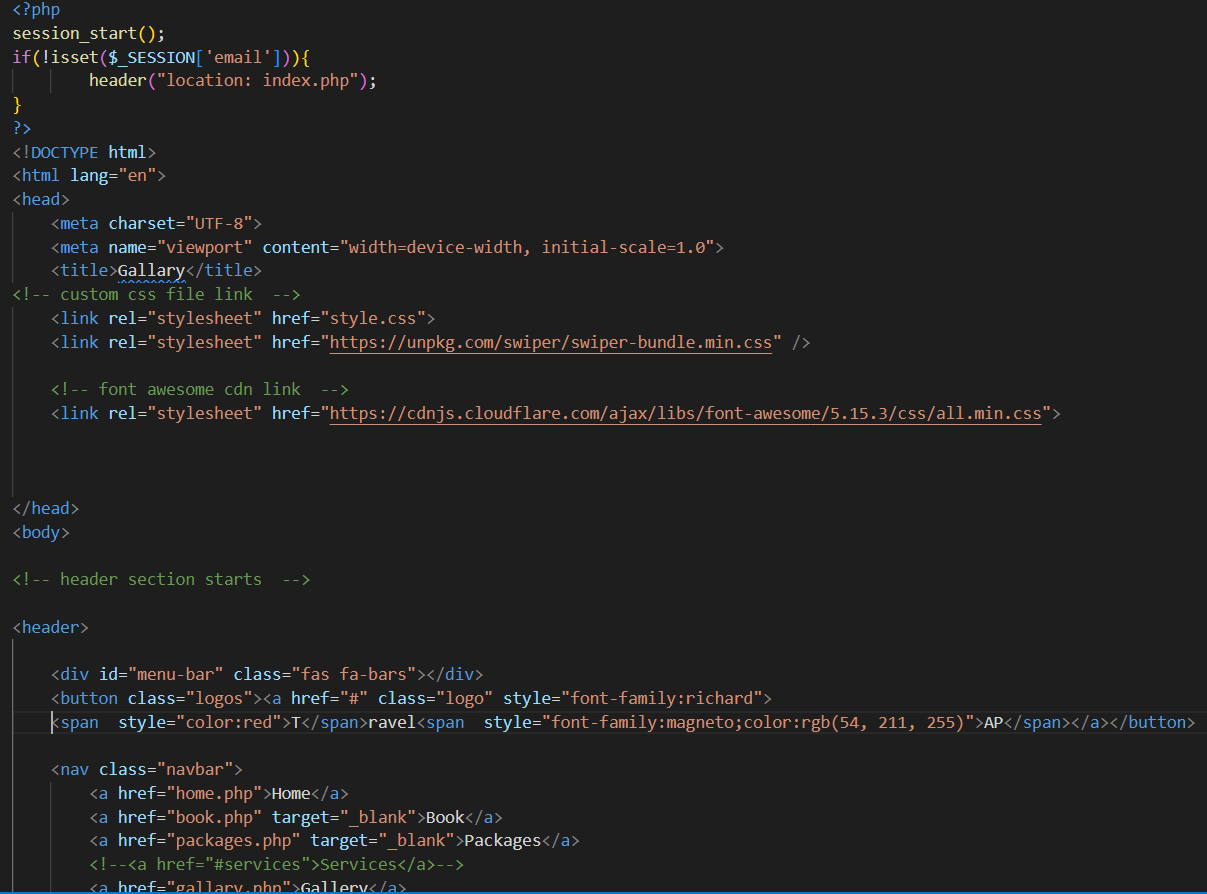 <?php
session_start();
if(!isset($_SESSION['email'])){
header("location: index.php");
}
?>
<!DOCTYPE html>
<html lang="en">
<head>
<meta charset="UTF-8">
<meta name="viewport" content="width=device-width, initial-scale=1.0">
<title>Gallary</title>
<!-- custom css file link  -->
<link rel="stylesheet" href="style.css">
<link rel="stylesheet" href="https://unpkg.com/swiper/swiper-bundle.min.css" />
<!-- font awesome cdn link  -->
<link rel="stylesheet" href="https://cdnjs.cloudflare.com/ajax/libs/font-awesome/5.15.3/css/all.min.css">
</head>
<body>
<!-- header section starts  -->
<header>
<div id="menu-bar" class="fas fa-bars"></div>
<button class="logos"><a href="#" class="logo" style="font-family:richard">
<span  style="color:red">T</span>ravel<span  style="font-family:magneto;color:rgb(54, 211, 255)">AP</span></a></button>
<nav class="navbar">
<a href="home.php">Home</a>
<a href="book.php" target="_blank">Book</a>
<a href="packages.php" target="_blank">Packages</a>
<!--<a href="#services">Services</a>-->
<a href="gallary.php">Gallery</a>